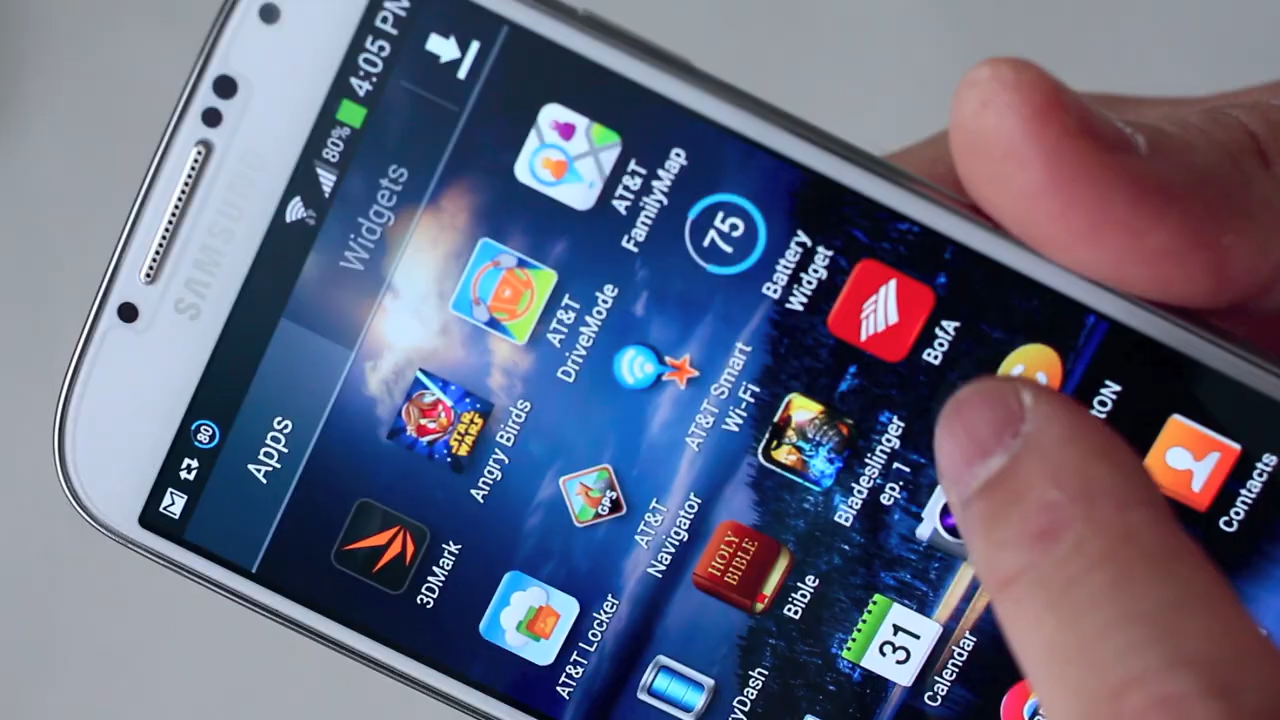 SAMSUNG
80
80%
4:05 PM
Apps
Widgets
3DMark
STAR
WARS
Angry Birds
AT&T
DriveMode
AT&T
FamilyMap
AT&T Locker
GPS
AT&T
Navigator
AT&T Smart
Wi-Fi
75
Battery
Widget
HOLY
BIBLE
Bible
Bladeslinger
ep. 1
BofA
31
Calendar
Contacts